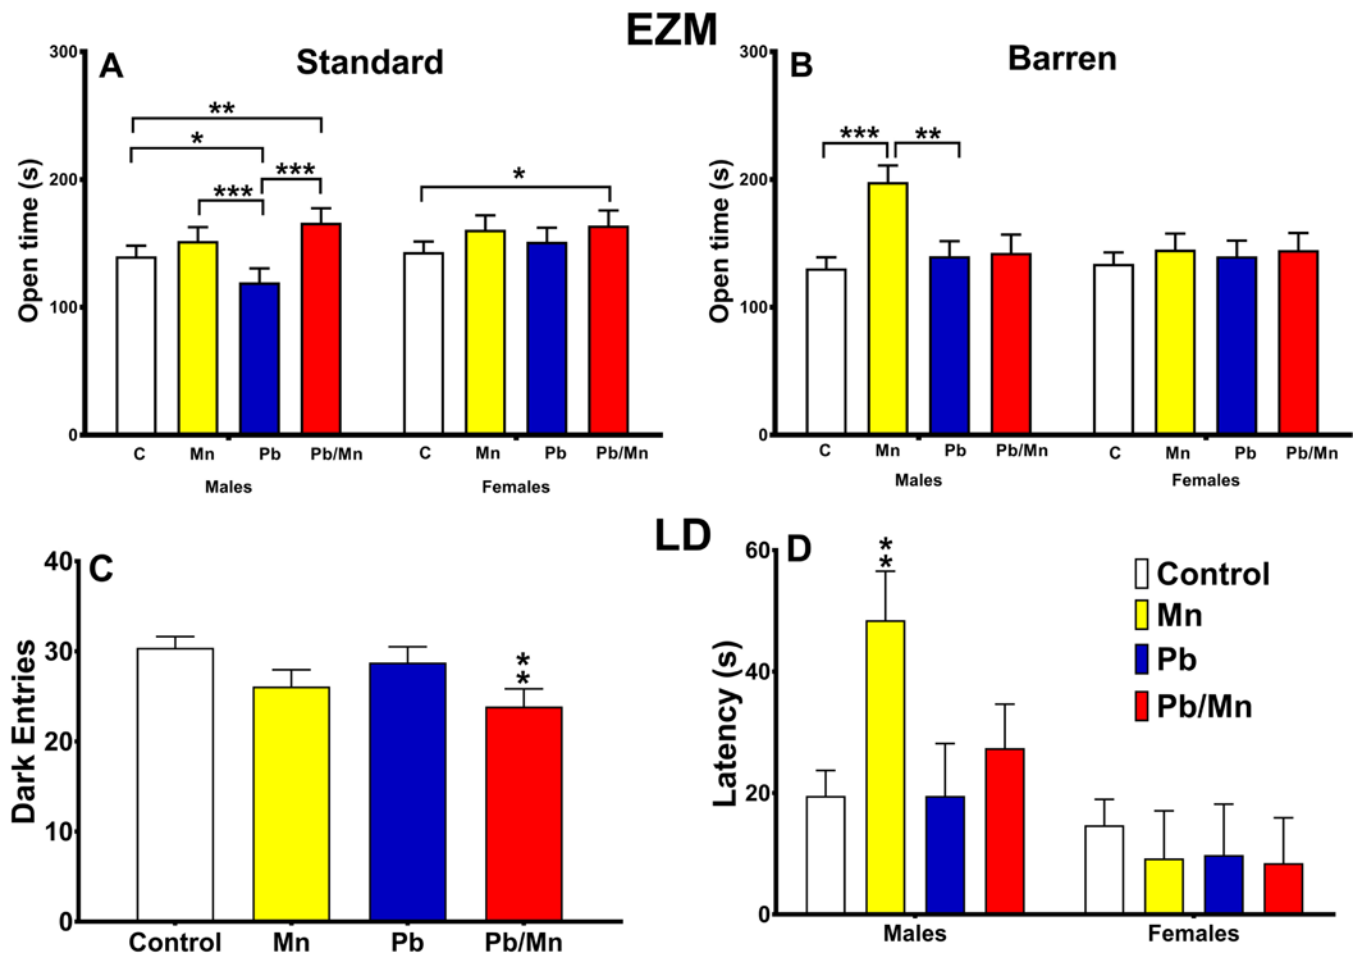 EZM
A
Standard
300
200
100
0
Open time (s)
**
*
***
***
*
C Mn Pb Pb/Mn C Mn Pb Pb/Mn
Males Females
B
Barren
300
200
100
0
Open time (s)
***
**
C Mn Pb Pb/Mn C Mn Pb Pb/Mn
Males Females
LD
C
40
30
20
10
0
Dark Entries
**
Control Mn Pb Pb/Mn
D
60
40
20
0
Latency (s)
**
Males Females
Control
Mn
Pb
Pb/Mn